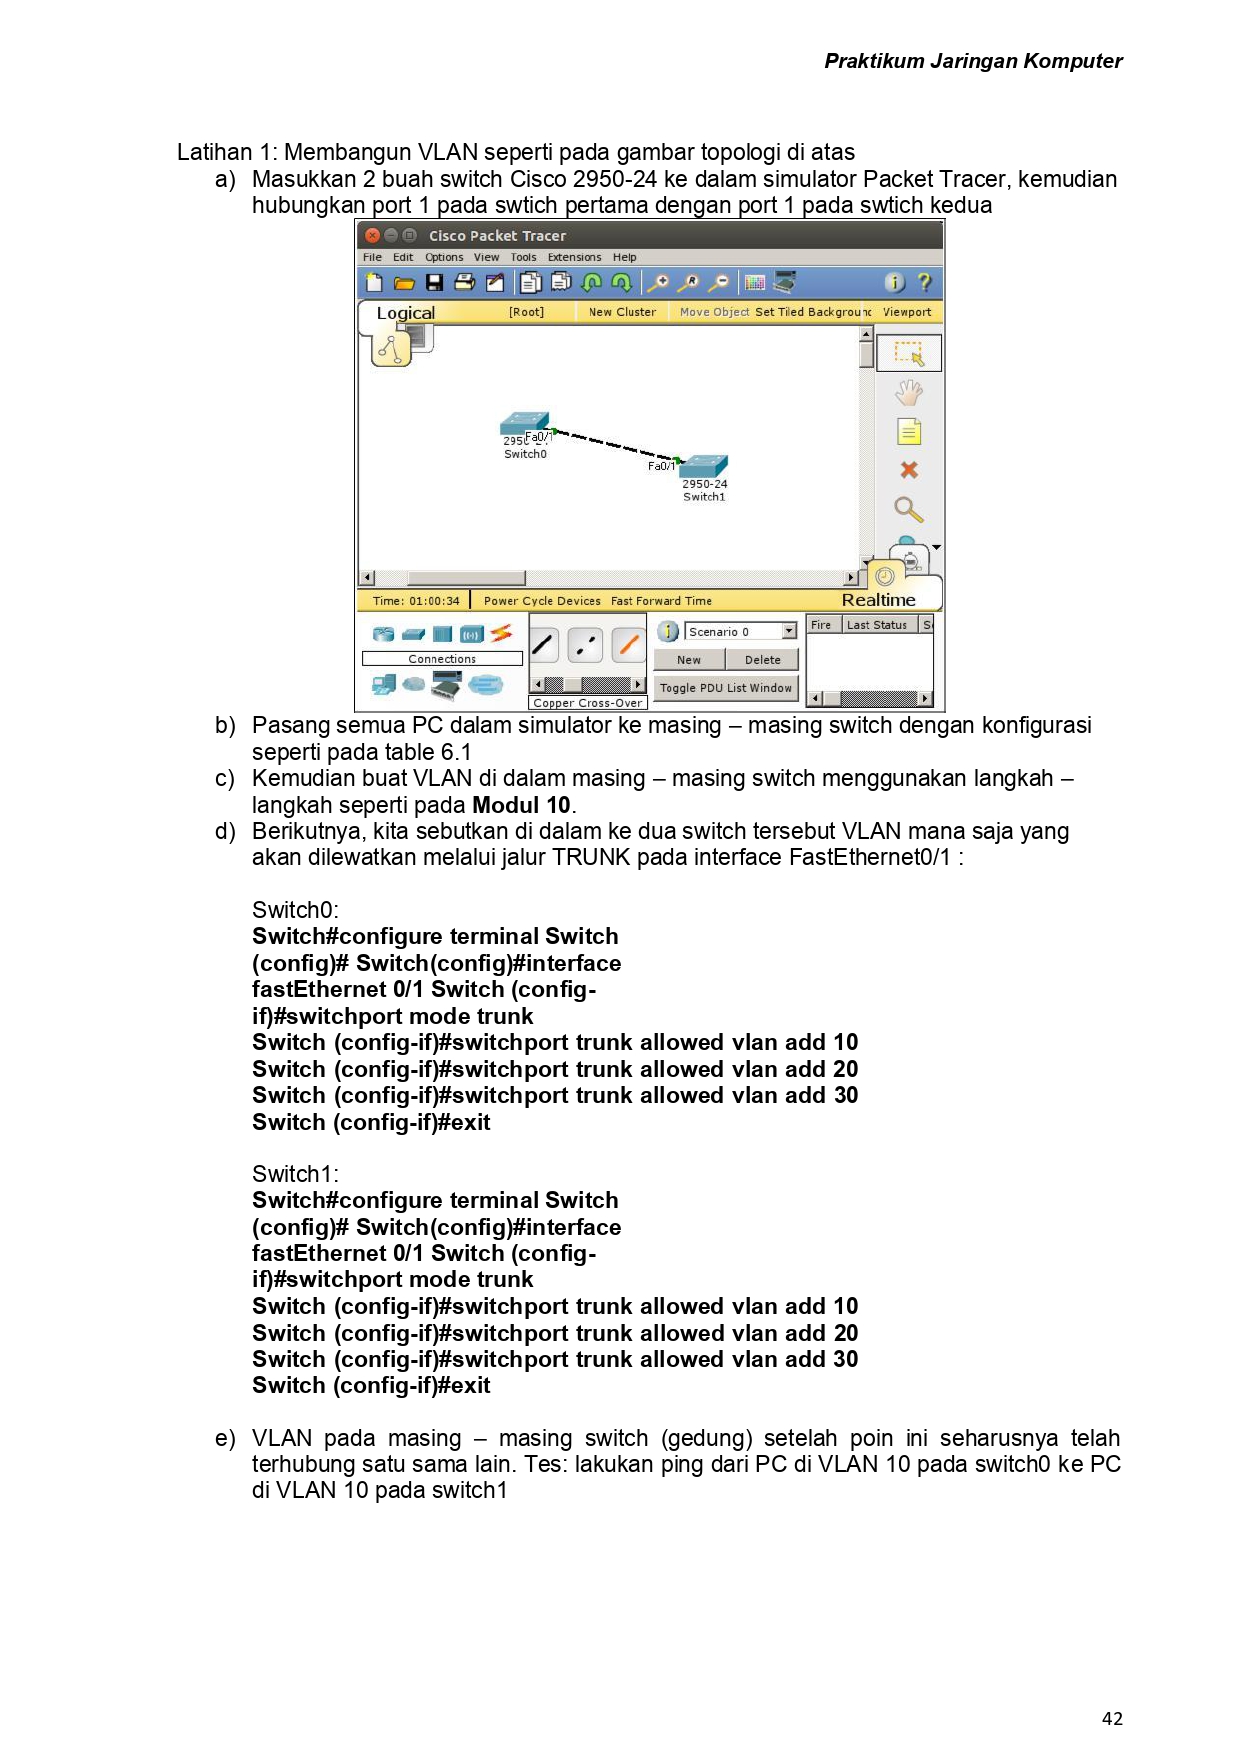 Praktikum Jaringan Komputer
Latihan 1: Membangun VLAN seperti pada gambar topologi di atas
a) Masukkan 2 buah switch Cisco 2950-24 ke dalam simulator Packet Tracer, kemudian
hubungkan port 1 pada swtich pertama dengan port 1 pada swtich kedua
Cisco Packet Tracer
File Edit Options View Tools Extensions Help
Logical [Root] New Cluster Move Object Set Tiled Background Viewport
Fa0/1
Switch0
Fa0/1
2950-24
Switch1
Time: 01:00:34 Power Cycle Devices Fast Forward Time Realtime
Scenario 0
Fire Last Status
Connections
New Delete
Toggle PDU List Window
Copper Cross-Over
b) Pasang semua PC dalam simulator ke masing – masing switch dengan konfigurasi
seperti pada table 6.1
c) Kemudian buat VLAN di dalam masing – masing switch menggunakan langkah –
langkah seperti pada Modul 10.
d) Berikutnya, kita sebutkan di dalam ke dua switch tersebut VLAN mana saja yang
akan dilewatkan melalui jalur TRUNK pada interface FastEthernet0/1 :
Switch0:
Switch#configure terminal Switch
(config)# Switch(config)#interface
fastEthernet 0/1 Switch (config-
if)#switchport mode trunk
Switch (config-if)#switchport trunk allowed vlan add 10
Switch (config-if)#switchport trunk allowed vlan add 20
Switch (config-if)#switchport trunk allowed vlan add 30
Switch (config-if)#exit
Switch1:
Switch#configure terminal Switch
(config)# Switch(config)#interface
fastEthernet 0/1 Switch (config-
if)#switchport mode trunk
Switch (config-if)#switchport trunk allowed vlan add 10
Switch (config-if)#switchport trunk allowed vlan add 20
Switch (config-if)#switchport trunk allowed vlan add 30
Switch (config-if)#exit
e) VLAN pada masing – masing switch (gedung) setelah poin ini seharusnya telah
terhubung satu sama lain. Tes: lakukan ping dari PC di VLAN 10 pada switch0 ke PC
di VLAN 10 pada switch1
42